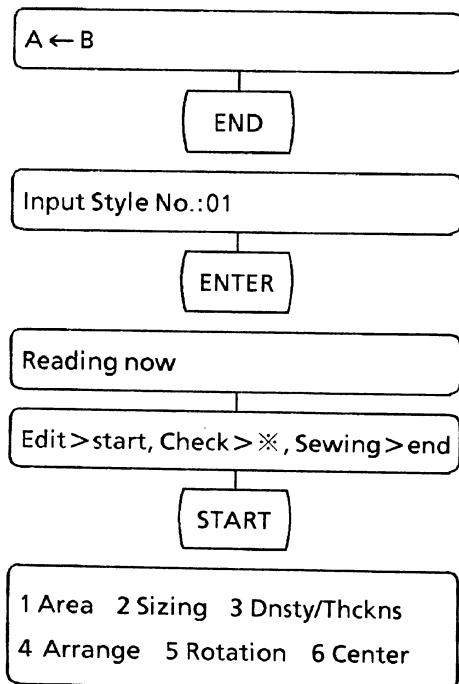 A ← B
END
Input Style No.:01
ENTER
Reading now
Edit>start, Check>※, Sewing>end
START
1 Area 2 Sizing 3 Dnsty/Thckns
4 Arrange 5 Rotation 6 Center